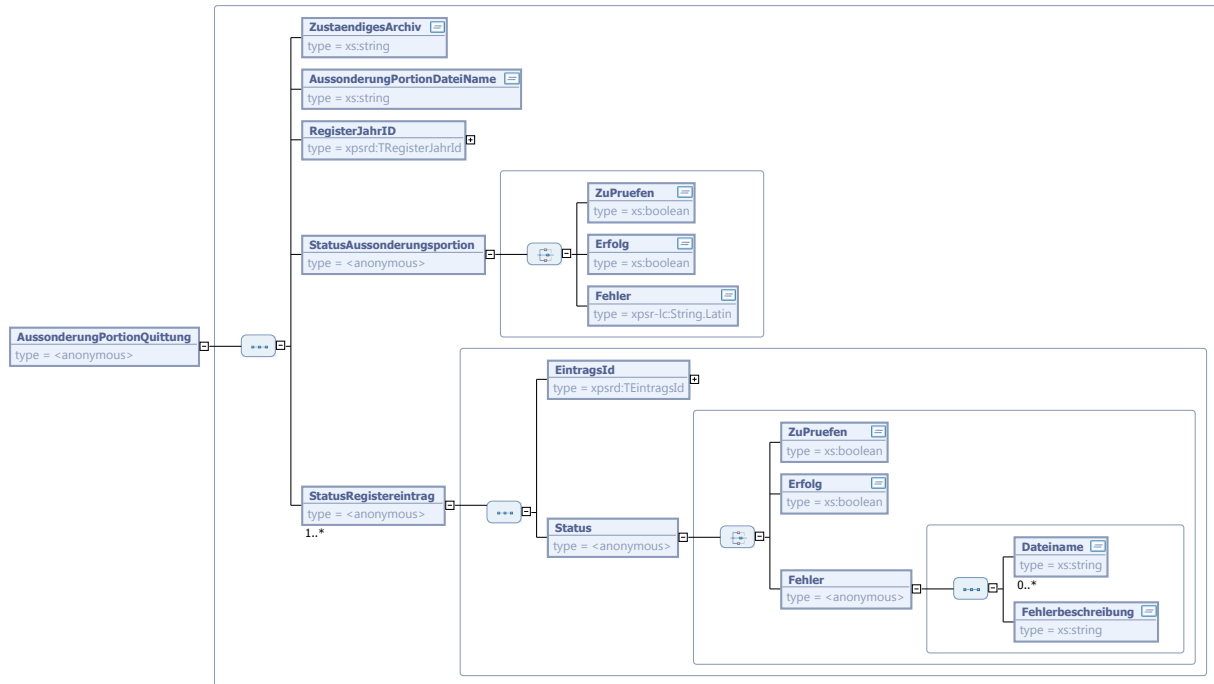 ZustaendigesArchiv
type = xs:string
AussonderungPortionDateiName
type = xs:string
RegisterJahrID
type = xpsrd:TRegisterJahrId
ZuPruefen
type = xs:boolean
StatusAussonderungsportion
type = <anonymous>
Erfolg
type = xs:boolean
Fehler
type = xpsr-lc:String.Latin
AussonderungPortionQuittung
type = <anonymous>
EintragsId
type = xpsrd:TEintragsId
ZuPruefen
type = xs:boolean
Erfolg
type = xs:boolean
StatusRegistereintrag
type = <anonymous>
1..*
Status
type = <anonymous>
Dateiname
type = xs:string
0..*
Fehler
type = <anonymous>
Fehlerbeschreibung
type = xs:string